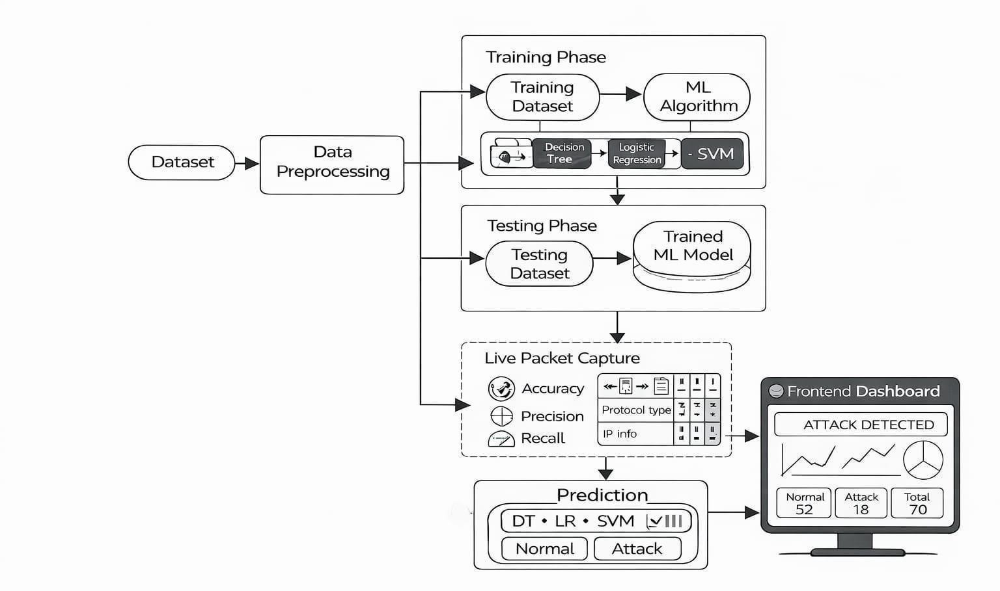 Training Phase
Training
Dataset
ML
Algorithm
Dataset
Data
Preprocessing
Decision
Tree
Logistic
Regression
- SVM
Testing Phase
Testing
Dataset
Trained
ML Model
Live Packet Capture
Accuracy
Precision
Recall
Protocol type
IP info
Frontend Dashboard
ATTACK DETECTED
Normal
52
Attack
18
Total
70
Prediction
DT • LR • SVM
Normal
Attack